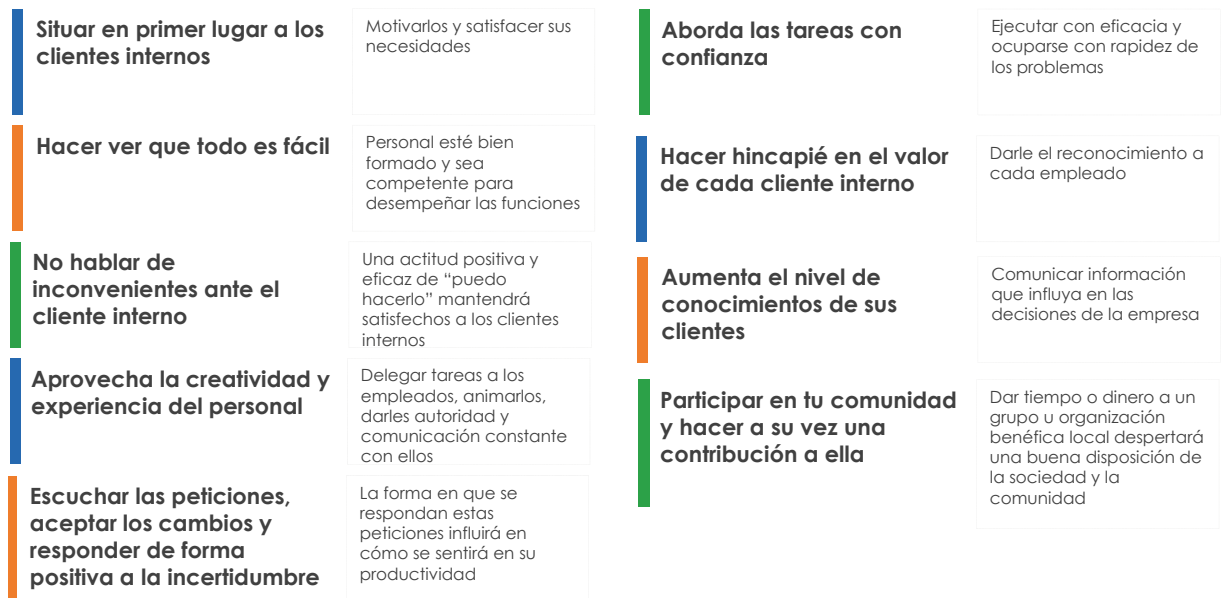 Situar en primer lugar a los
clientes internos
Motivarlos y satisfacer sus
necesidades
Hacer ver que todo es fácil
Personal esté bien
formado y sea
competente para
desempeñar las funciones
No hablar de
inconvenientes ante el
cliente interno
Una actitud positiva y
eficaz de “puedo
hacerlo” mantendrá
satisfechos a los clientes
internos
Aprovecha la creatividad y
experiencia del personal
Delegar tareas a los
empleados, animarlos,
darles autoridad y
comunicación constante
con ellos
Escuchar las peticiones,
aceptar los cambios y
responder de forma
positiva a la incertidumbre
La forma en que se
respondan estas
peticiones influirá en
cómo se sentirá en su
productividad
Aborda las tareas con
confianza
Ejecutar con eficacia y
ocuparse con rapidez de
los problemas
Hacer hincapié en el valor
de cada cliente interno
Darle el reconocimiento a
cada empleado
Aumenta el nivel de
conocimientos de sus
clientes
Comunicar información
que influya en las
decisiones de la empresa
Participar en tu comunidad
y hacer a su vez una
contribución a ella
Dar tiempo o dinero a un
grupo u organización
benéfica local despertará
una buena disposición de
la sociedad y la
comunidad